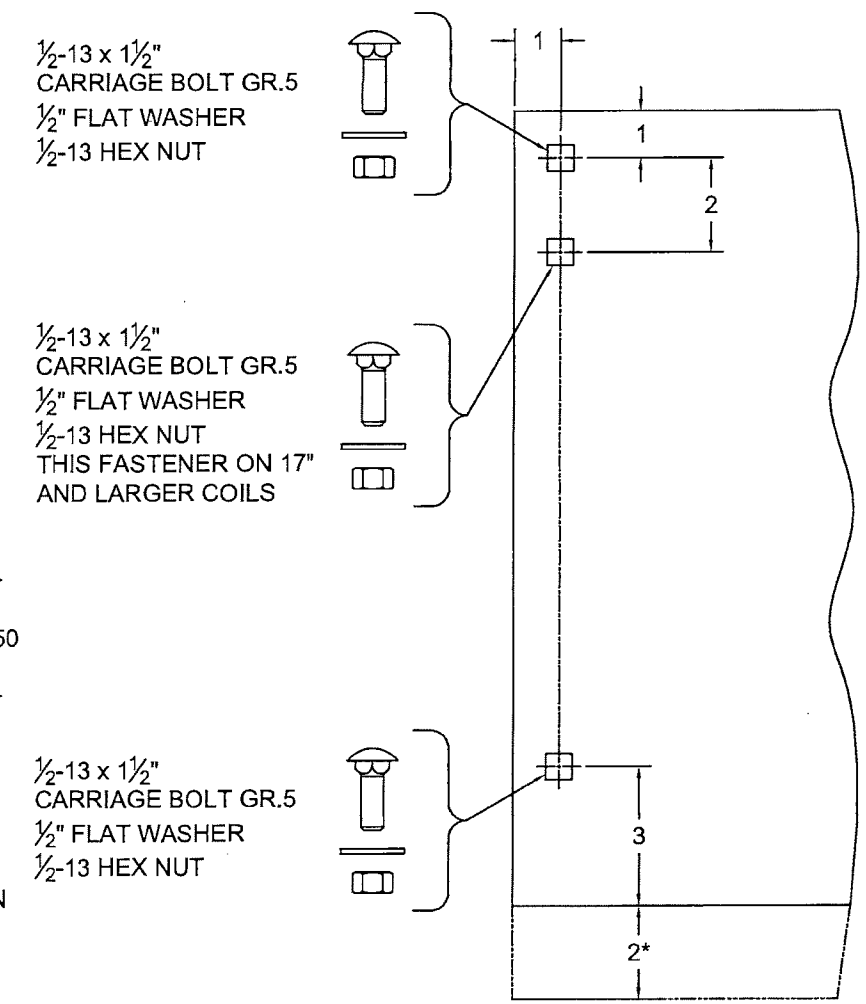 ½-13 x 1½"
CARRIAGE BOLT GR.5
½" FLAT WASHER
½-13 HEX NUT
1
1
2
½-13 x 1½"
CARRIAGE BOLT GR.5
½" FLAT WASHER
½-13 HEX NUT
THIS FASTENER ON 17"
AND LARGER COILS
50
½-13 x 1½"
CARRIAGE BOLT GR.5
½" FLAT WASHER
½-13 HEX NUT
3
N
2*